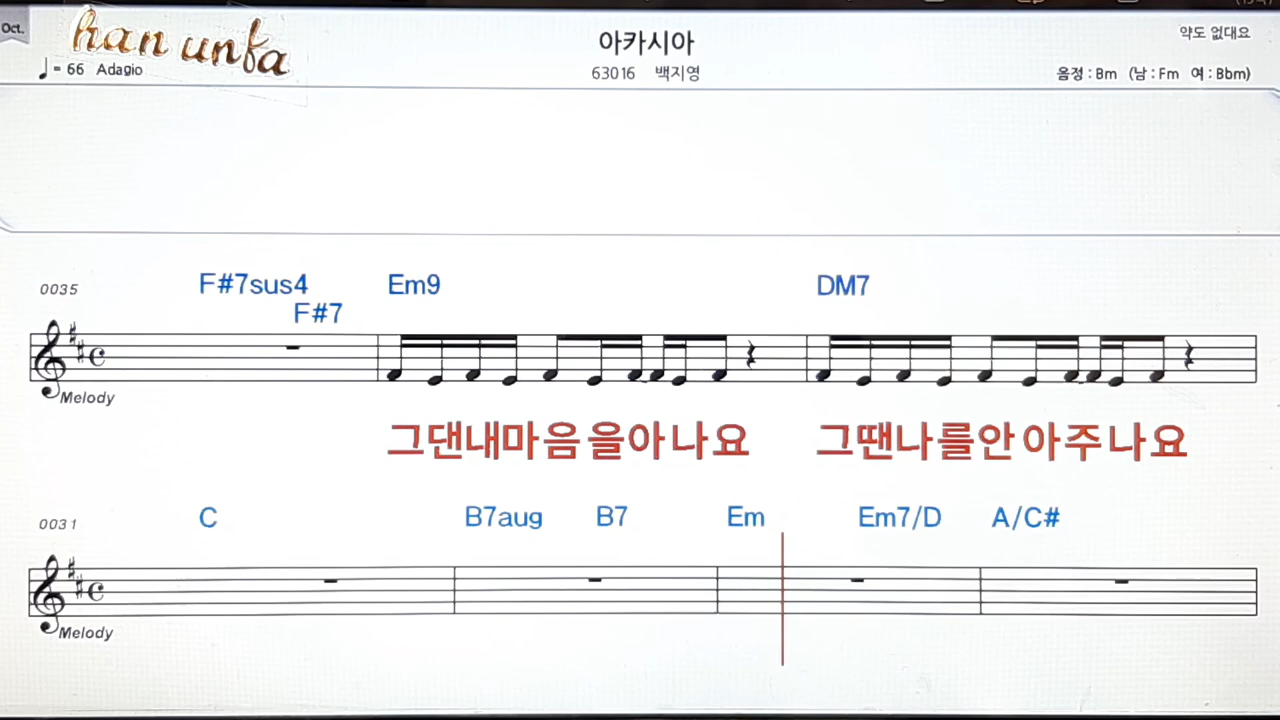 Oct.
han unfa
아카시아
약도 없대요
= 66 Adagio
63016 백지영
음정 : Bm (남 : Fm 여 : Bbm)
0035
F#7sus4 Em9 DM7
F#7
Melody
그댄내마음을아나요 그땐나를안아주나요
0031
C B7aug B7 Em Em7/D A/C#
Melody